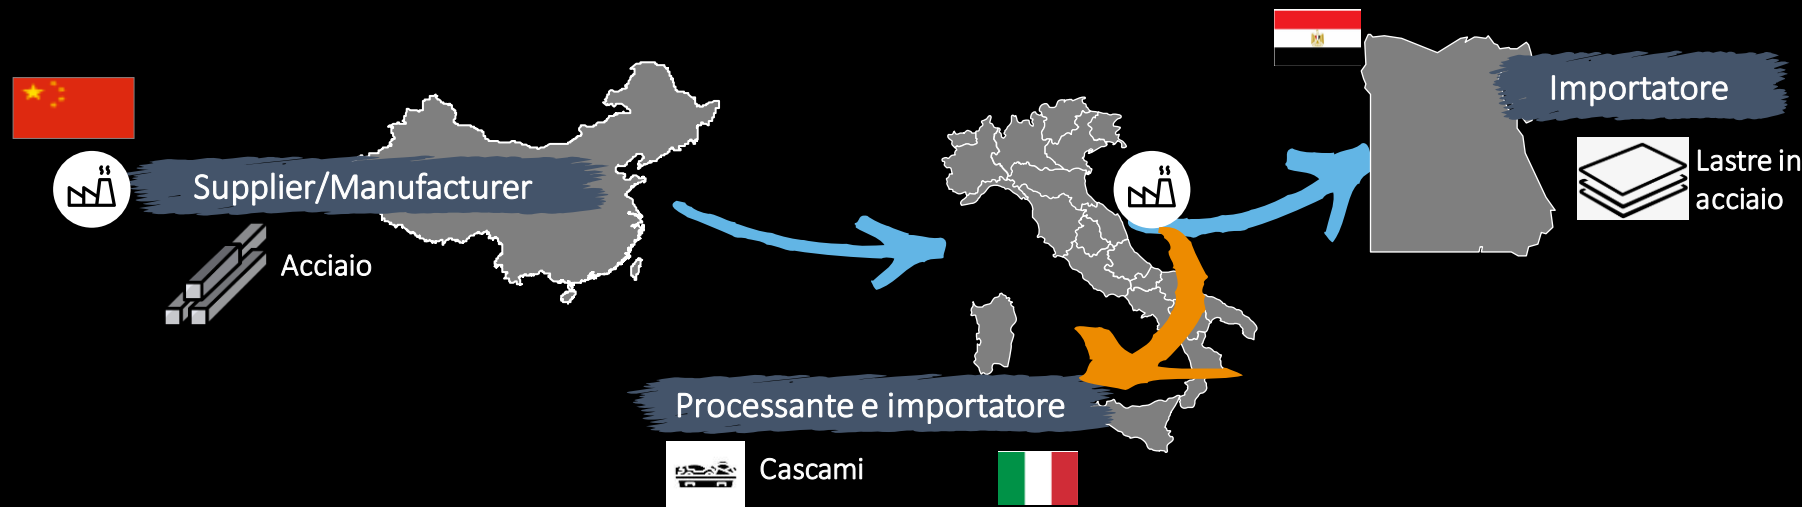 Supplier/Manufacturer
Acciaio
Processante e importatore
Cascami
Importatore
Lastre in
acciaio